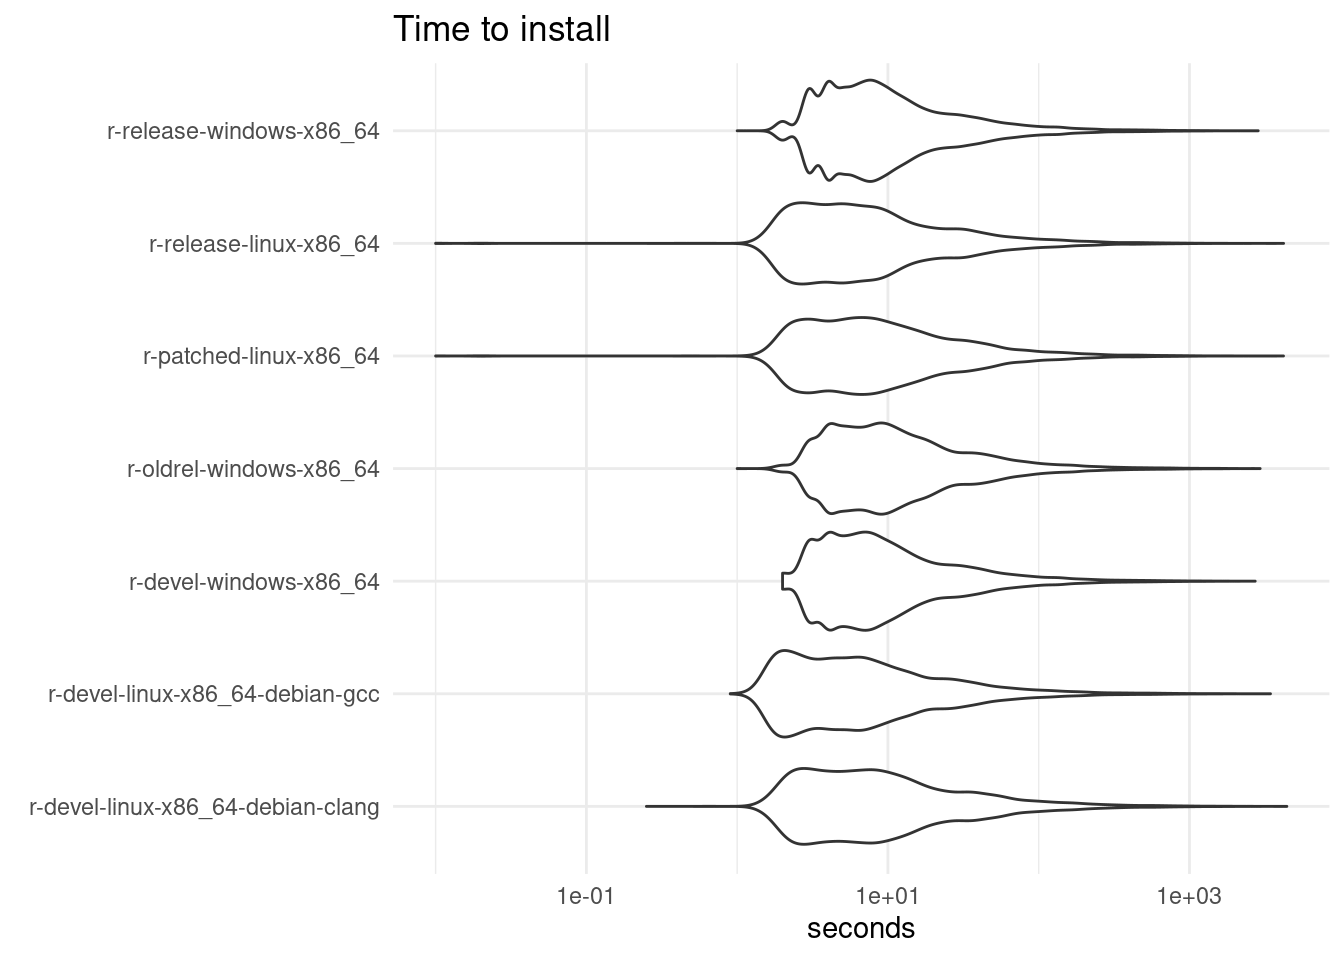 Time to install
r-release-windows-x86_64
r-release-linux-x86_64
r-patched-linux-x86_64
r-oldrel-windows-x86_64
r-devel-windows-x86_64
r-devel-linux-x86_64-debian-gcc
r-devel-linux-x86_64-debian-clang
1e-01 1e+01 1e+03
seconds